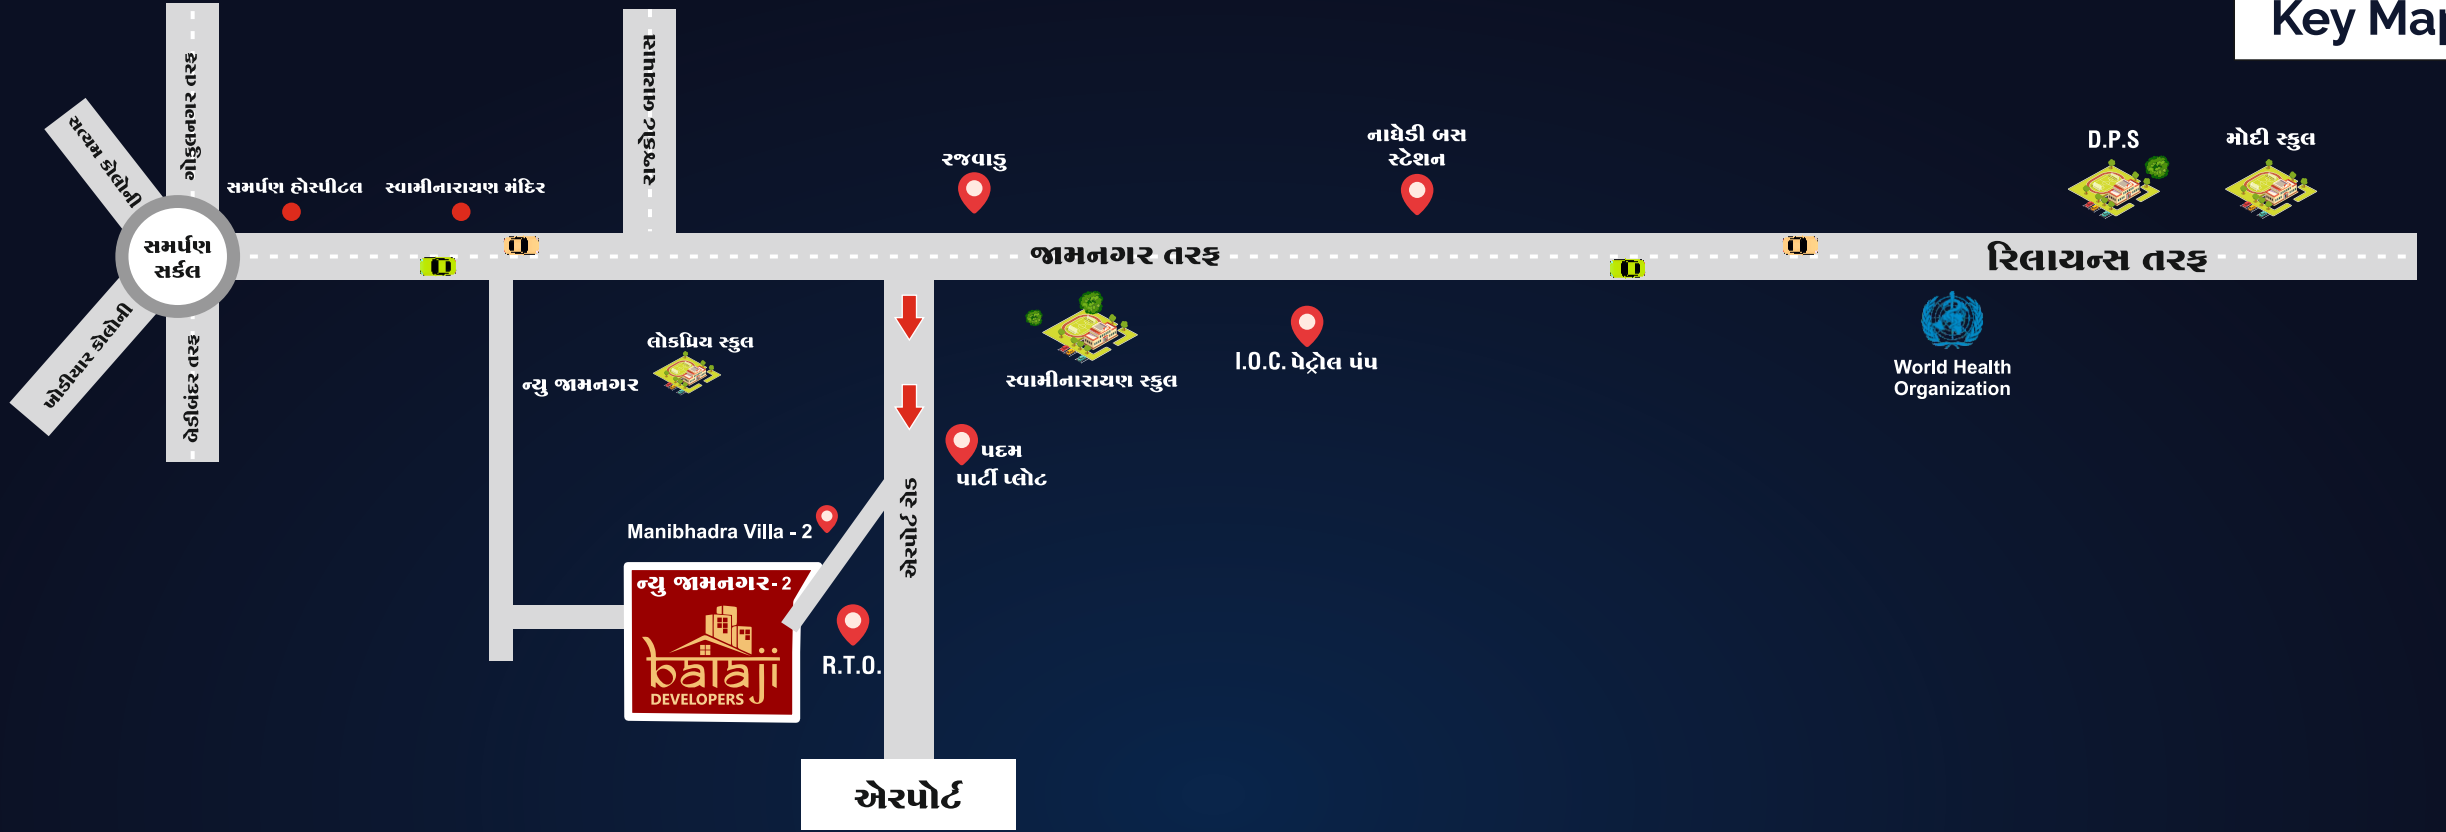 Key Map
ગોકુલનગર તરફ
રાજકોટ બાયપાસ
સત્યમ કોલોની
સમર્પણ હોસ્પીટલ
સ્વામીનારાયણ મંદિર
રજવાડુ
નાઘેડી બસ
સ્ટેશન
D.P.S
મોદી સ્કુલ
સમર્પણ
સર્કલ
જામનગર તરફ
રિલાયન્સ તરફ
ખોડીયાર કોલોની
બેડીબંદર તરફ
લોકપ્રિય સ્કુલ
ન્યુ જામનગર
સ્વામીનારાયણ સ્કુલ
I.O.C. પેટ્રોલ પંપ
World Health
Organization
પદમ
પાર્ટી પ્લોટ
એરપોર્ટ રોડ
Manibhadra Villa - 2
ન્યુ જામનગર- 2
balaji
DEVELOPERS
R.T.O.
એરપોર્ટ